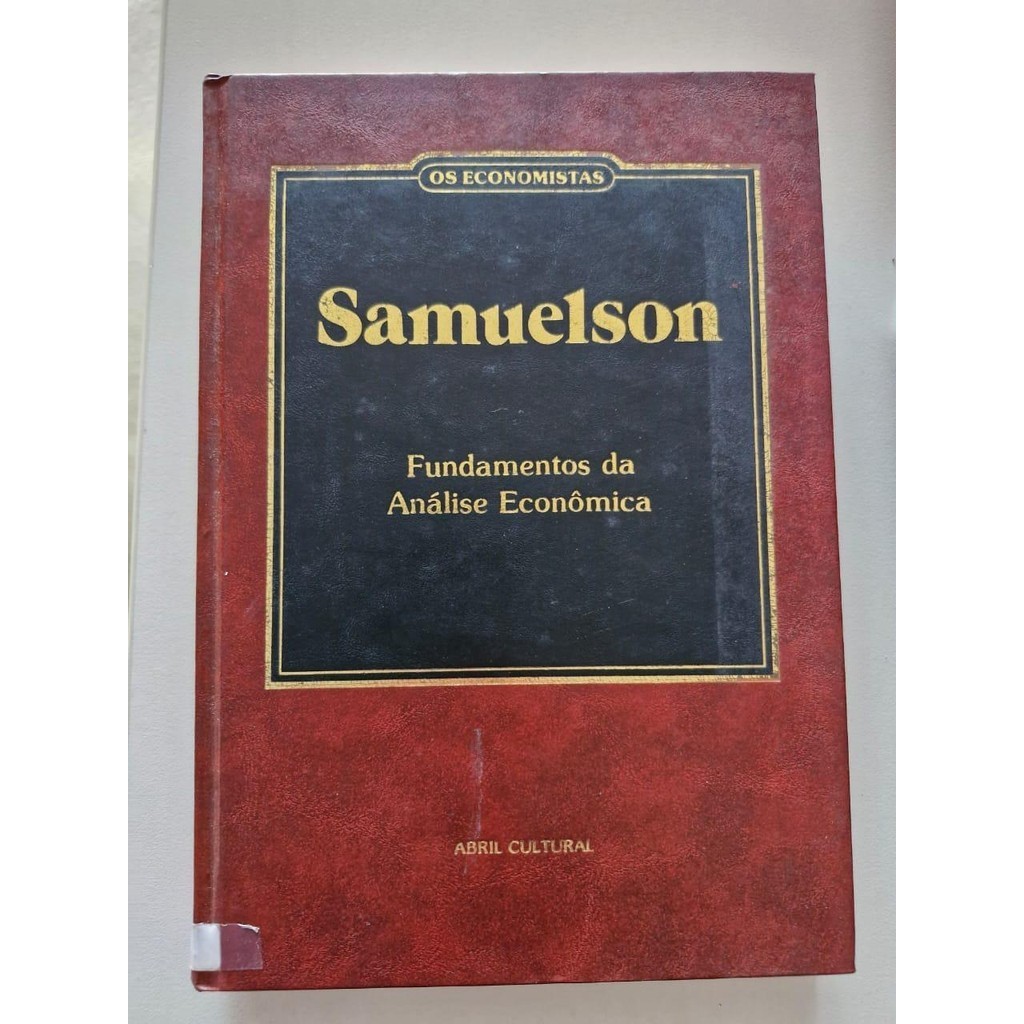 OS ECONOMISTAS
Samuelson
Fundamentos da
Análise Econômica
ABRIL CULTURAL